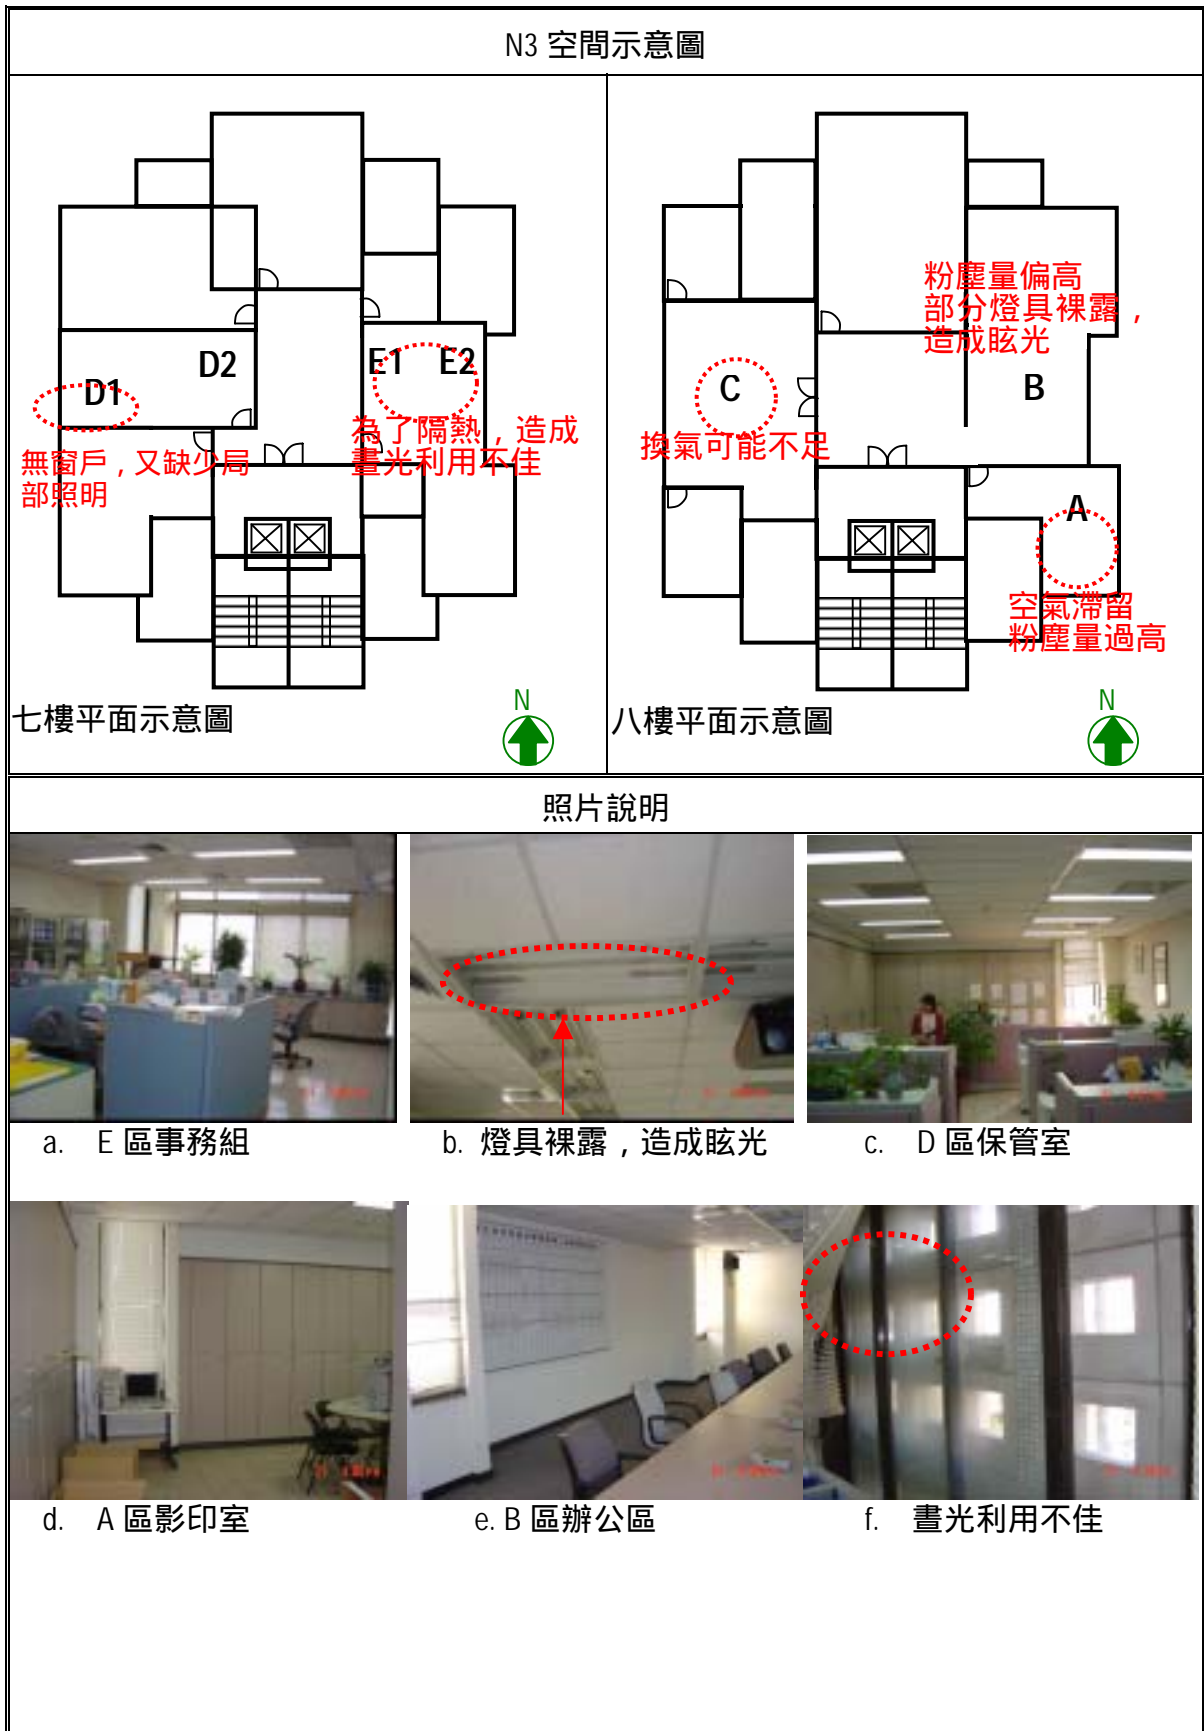 N3 空間示意圖
D1
D2
E1
E2
無窗戶，又缺少局
部照明
為了隔熱，造成
晝光利用不佳
七樓平面示意圖
N
粉塵量偏高
部分燈具裸露，
造成眩光
C
B
換氣可能不足
A
空氣滯留
粉塵量過高
八樓平面示意圖
N
照片說明
a. E 區事務組
b. 燈具裸露，造成眩光
c. D 區保管室
d. A 區影印室
e. B 區辦公區
f. 晝光利用不佳